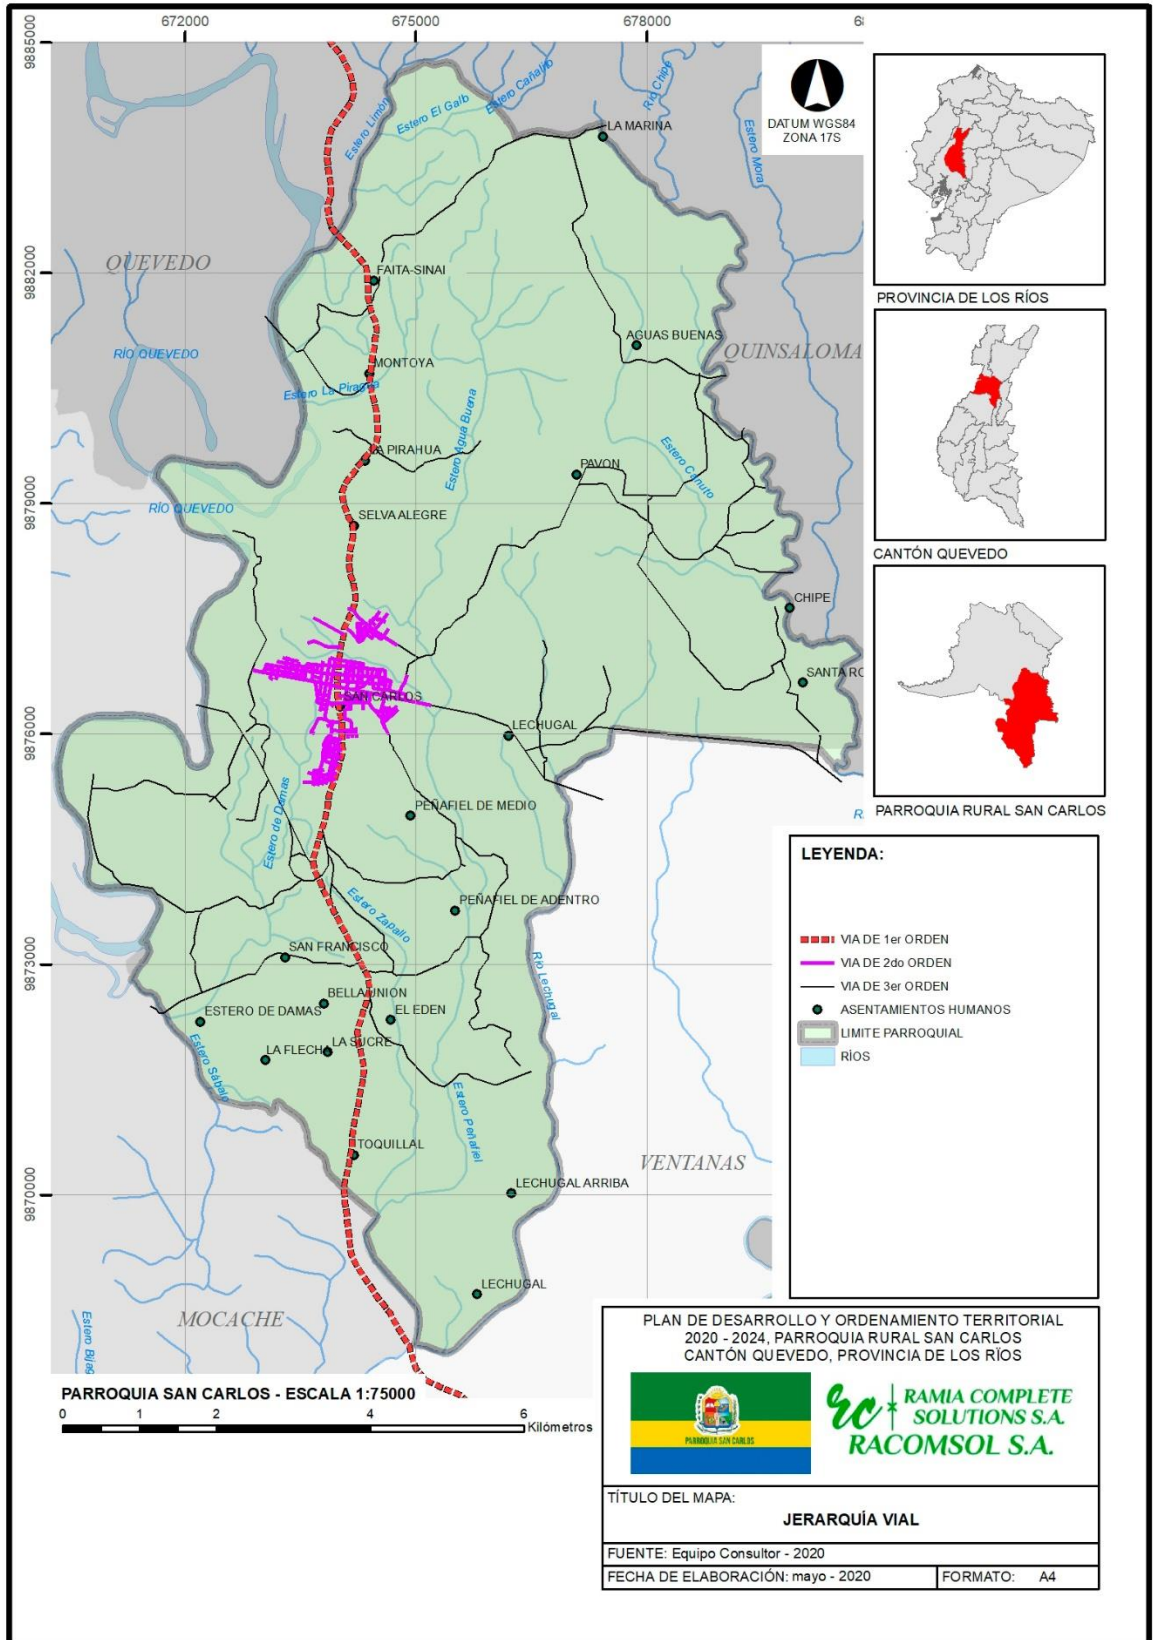 672000
675000
678000
9885000
9882000
9879000
9876000
9873000
9870000
DATUM WGS84
ZONA 17S
Estero Limón
Estero El Galb
Estero Cañalito
Río Chipe
Estero Mora
LA MARINA
QUEVEDO
FAITA-SINAI
AGUAS BUENAS
QUINSALOMA
RÍO QUEVEDO
MONTOYA
Estero La Piragua
Estero Agua Buena
LA PIRAHUA
PAVON
Estero Canuto
RÍO QUEVEDO
SELVA ALEGRE
CHIPE
SANTA RO
SAN CARLOS
LECHUGAL
Estero de Damas
PEÑAFIEL DE MEDIO
PEÑAFIEL DE ADENTRO
Estero Zapallo
SAN FRANCISCO
Río Lechugal
BELLA UNION
ESTERO DE DAMAS
EL EDEN
LA SUCRE
LA FLECHA
Estero Sábalo
Estero Peñafiel
TOQUILLAL
VENTANAS
LECHUGAL ARRIBA
LECHUGAL
MOCACHE
PARROQUIA SAN CARLOS - ESCALA 1:75000
0 1 2 4 6
Kilómetros
PROVINCIA DE LOS RÍOS
CANTÓN QUEVEDO
PARROQUIA RURAL SAN CARLOS
LEYENDA:
VIA DE 1er ORDEN
VIA DE 2do ORDEN
VIA DE 3er ORDEN
ASENTAMIENTOS HUMANOS
LIMITE PARROQUIAL
RÍOS
PLAN DE DESARROLLO Y ORDENAMIENTO TERRITORIAL
2020 - 2024, PARROQUIA RURAL SAN CARLOS
CANTÓN QUEVEDO, PROVINCIA DE LOS RÏOS
PARROQUIA SAN CARLOS
RAMIA COMPLETE
SOLUTIONS S.A.
RACOMSOL S.A.
TÍTULO DEL MAPA:
JERARQUÍA VIAL
FUENTE: Equipo Consultor - 2020
FECHA DE ELABORACIÓN: mayo - 2020
FORMATO: A4